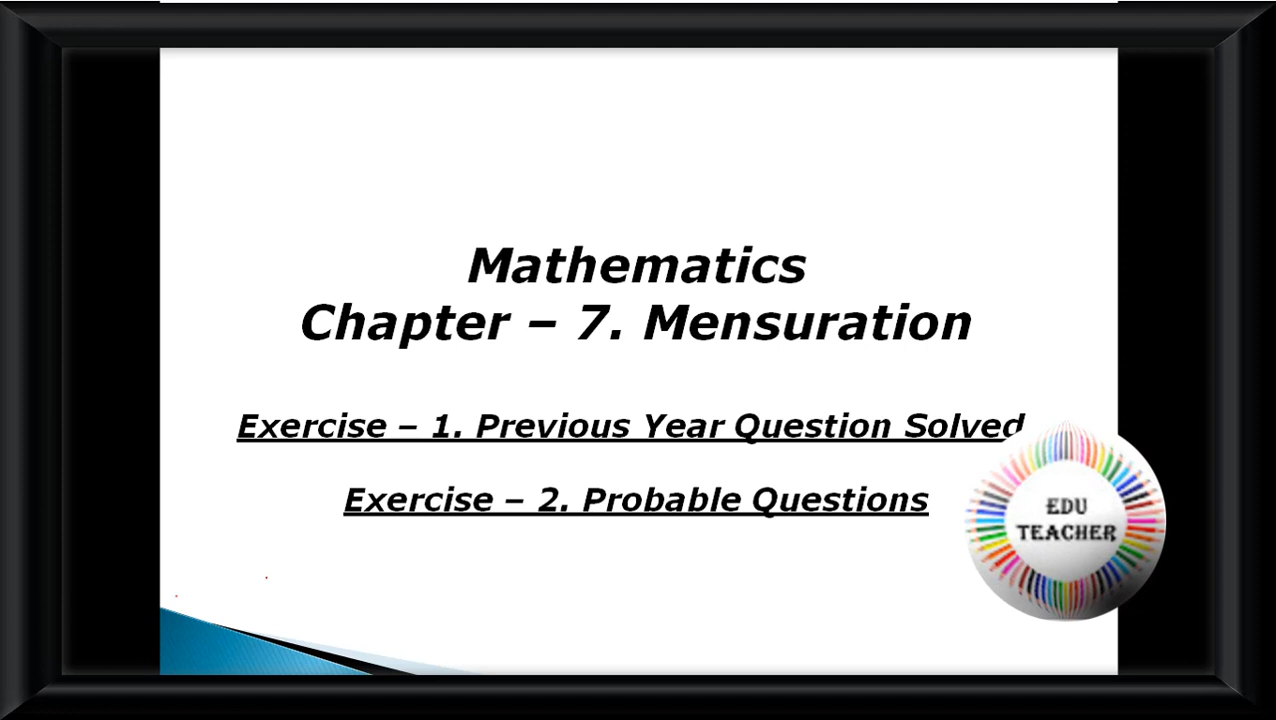 Mathematics
Chapter – 7. Mensuration
Exercise – 1. Previous Year Question Solved
Exercise – 2. Probable Questions
EDU
TEACHER